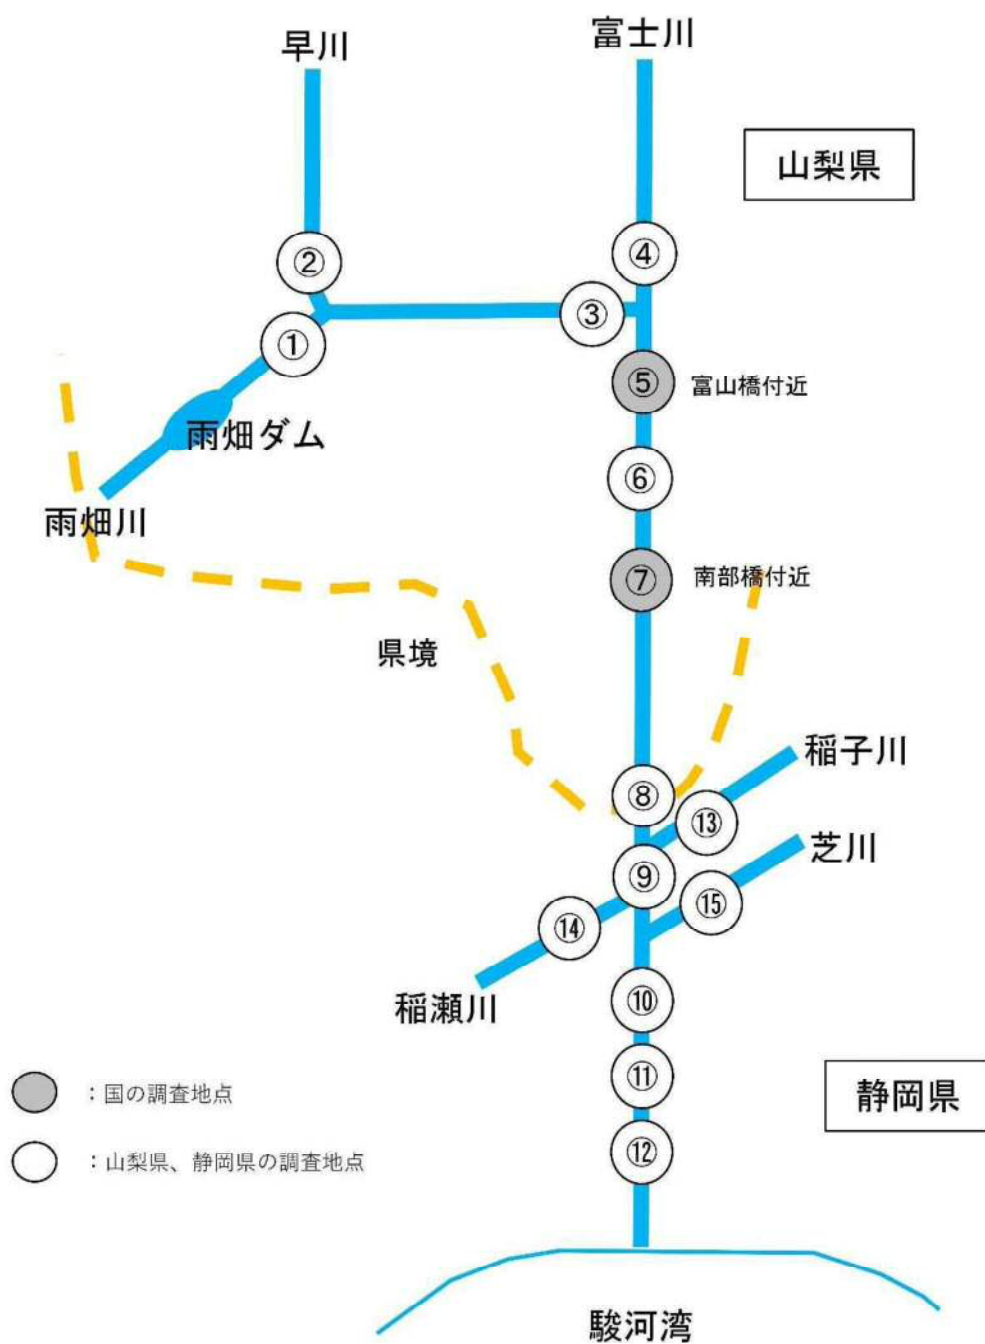 早川
富士川
山梨県
④
②
③
①
⑤
富山橋付近
雨畑ダム
⑥
雨畑川
⑦
南部橋付近
県境
稲子川
⑧
⑬
芝川
⑨
⑮
⑭
稲瀬川
⑩
⑪
：国の調査地点
静岡県
⑫
：山梨県、静岡県の調査地点
駿河湾